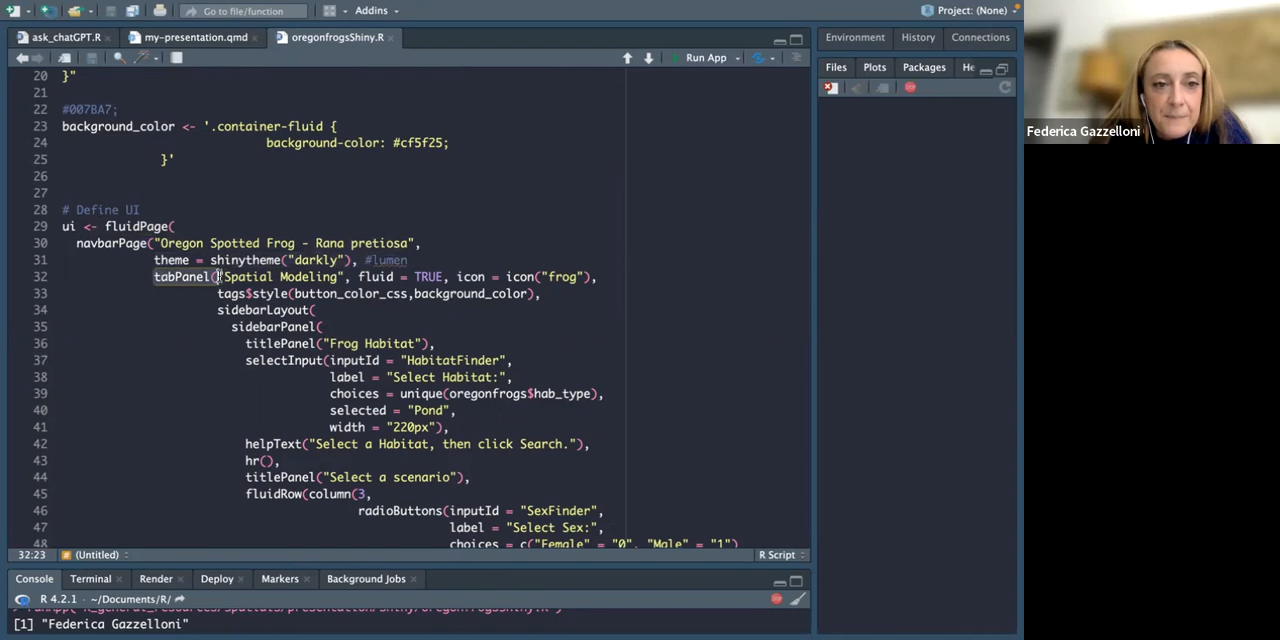 Go to file/function
Addins
Project: (None)
ask_chatGPT.R
my-presentation.qmd
oregonfrogsShiny.R
Run App
20 }"
21
22 #007BA7;
23 background_color <- '.container-fluid {
24 background-color: #cf5f25;
25 }'
26
27
28 # Define UI
29 ui <- fluidPage(
30 navbarPage("Oregon Spotted Frog - Rana pretiosa",
31 theme = shinytheme("darkly"), #lumen
32 tabPanel("Spatial Modeling", fluid = TRUE, icon = icon("frog"),
33 tags$style(button_color_css,background_color),
34 sidebarLayout(
35 sidebarPanel(
36 titlePanel("Frog Habitat"),
37 selectInput(inputId = "HabitatFinder",
38 label = "Select Habitat:",
39 choices = unique(oregonfrogs$hab_type),
40 selected = "Pond",
41 width = "220px"),
42 helpText("Select a Habitat, then click Search."),
43 hr(),
44 titlePanel("Select a scenario"),
45 fluidRow(column(3,
46 radioButtons(inputId = "SexFinder",
47 label = "Select Sex:",
48 choices = c("Female" = "0", "Male" = "1")
32:23 # (Untitled)
R Script
Console
Terminal
Render
Deploy
Markers
Background Jobs
R 4.2.1 · ~/Documents/R/
[1] "Federica Gazzelloni"
Environment
History
Connections
Files
Plots
Packages
He
Federica Gazzelloni